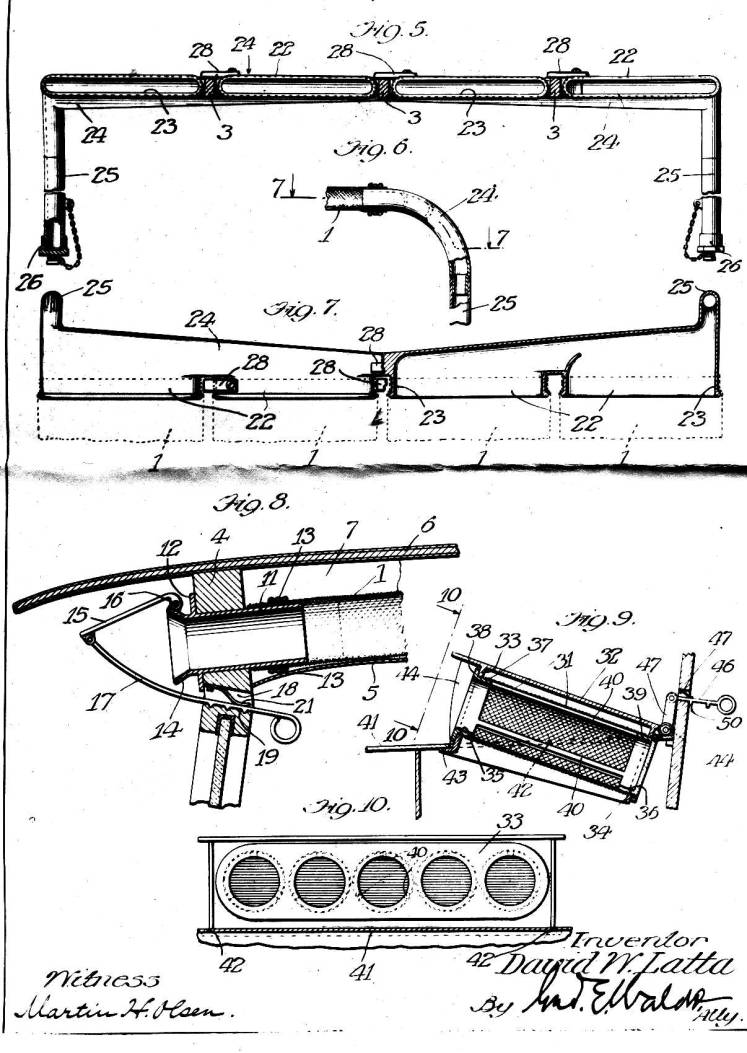 Fig. 5.
28 24 22 28 28 22
24 23 3 3 23 3 24
25 25
26 26
Fig. 6.
7 24
1 7
25
Fig. 7.
25 25
24 28
28 28
22 23 22 23
1 1 1 1
Fig. 8.
12 4 13 7 6
16 11 1
15
17 14 18 13 5
21
19
Fig. 9.
10 38 33 37 31 32 47 47
44 40 39 46
41 10 50
43 35 42 40 36 44
34
Fig. 10.
33
40
42 41 42
Inventor
David W. Latta
Witness
Martin H. Olsen.
By
Atty.